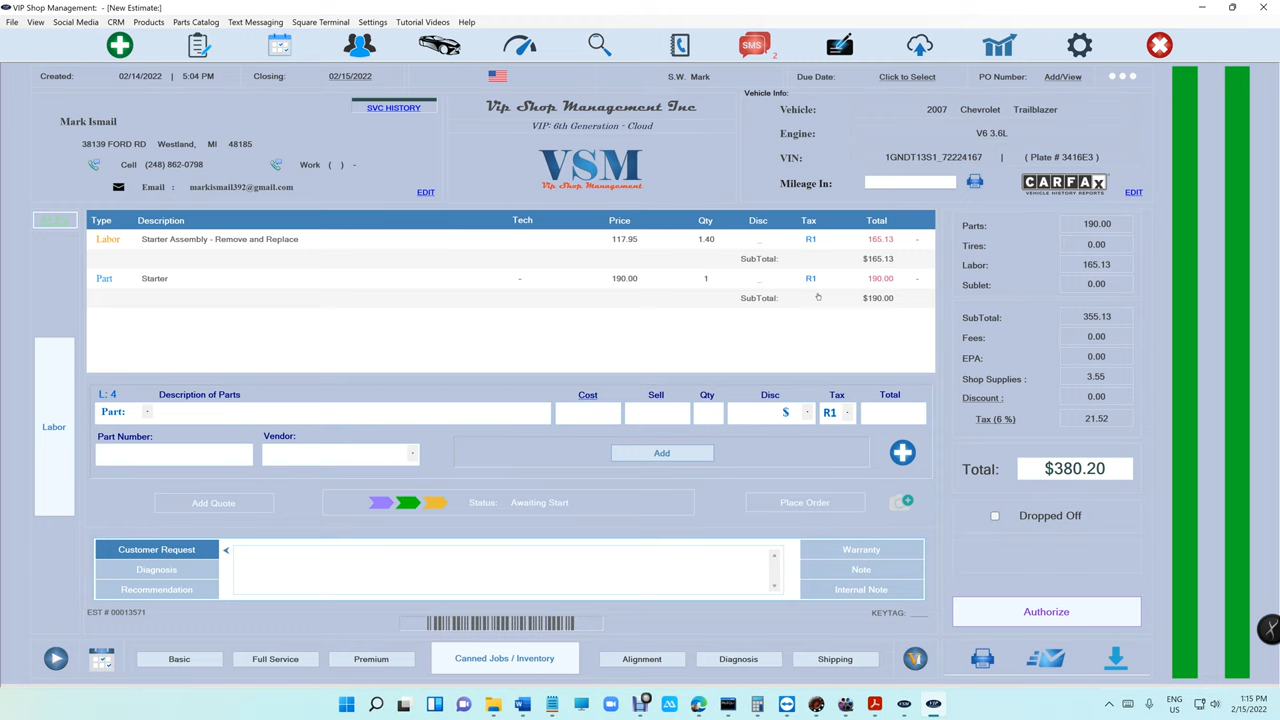 VIP Shop Management: - [New Estimate:]
File View Social Media CRM Products Parts Catalog Text Messaging Square Terminal Settings Tutorial Videos Help
SMS 2
Created: 02/14/2022 | 5:04 PM Closing: 02/15/2022 S.W. Mark Due Date: Click to Select PO Number: Add/View
SVC HISTORY
Mark Ismail
38139 FORD RD Westland, MI 48185
Cell (248) 862-0798 Work ( ) -
Email : markismail392@gmail.com
EDIT
Vip Shop Management Inc
VIP: 6th Generation - Cloud
VSM
Vip Shop Management
Vehicle Info:
Vehicle: 2007 Chevrolet Trailblazer
Engine: V6 3.6L
VIN: 1GNDT13S1_72224167 | ( Plate # 3416E3 )
Mileage In:
CARFAX
VEHICLE HISTORY REPORTS
EDIT
Type Description Tech Price Qty Disc Tax Total
Labor Starter Assembly - Remove and Replace 117.95 1.40 _ R1 165.13 -
SubTotal: $165.13
Part Starter - 190.00 1 _ R1 190.00 -
SubTotal: $190.00
Parts: 190.00
Tires: 0.00
Labor: 165.13
Sublet: 0.00
SubTotal: 355.13
Fees: 0.00
EPA: 0.00
Shop Supplies : 3.55
Discount : 0.00
Tax (6 %) 21.52
Total: $380.20
Dropped Off
Authorize
Labor
L: 4 Description of Parts Cost Sell Qty Disc Tax Total
Part: $ R1
Part Number: Vendor:
Add
Add Quote Status: Awaiting Start Place Order
Customer Request
Diagnosis
Recommendation
Warranty
Note
Internal Note
EST # 00013571 KEYTAG: ___
Basic Full Service Premium Canned Jobs / Inventory Alignment Diagnosis Shipping
ENG
US
1:15 PM
2/15/2022